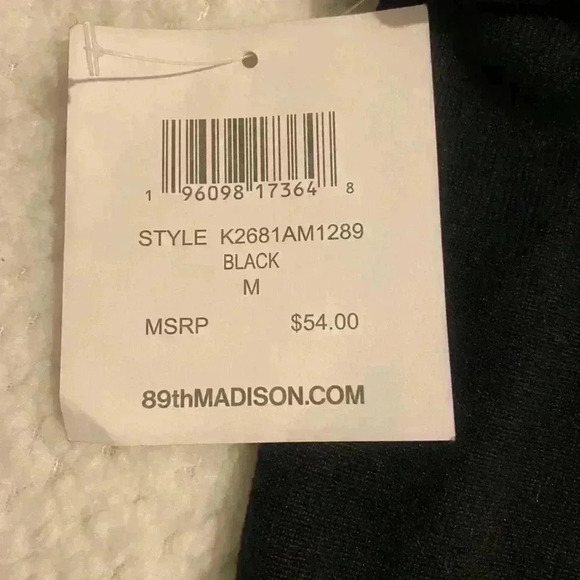 1 96098 17364 8
STYLE K2681AM1289
BLACK
M
MSRP $54.00
89thMADISON.COM